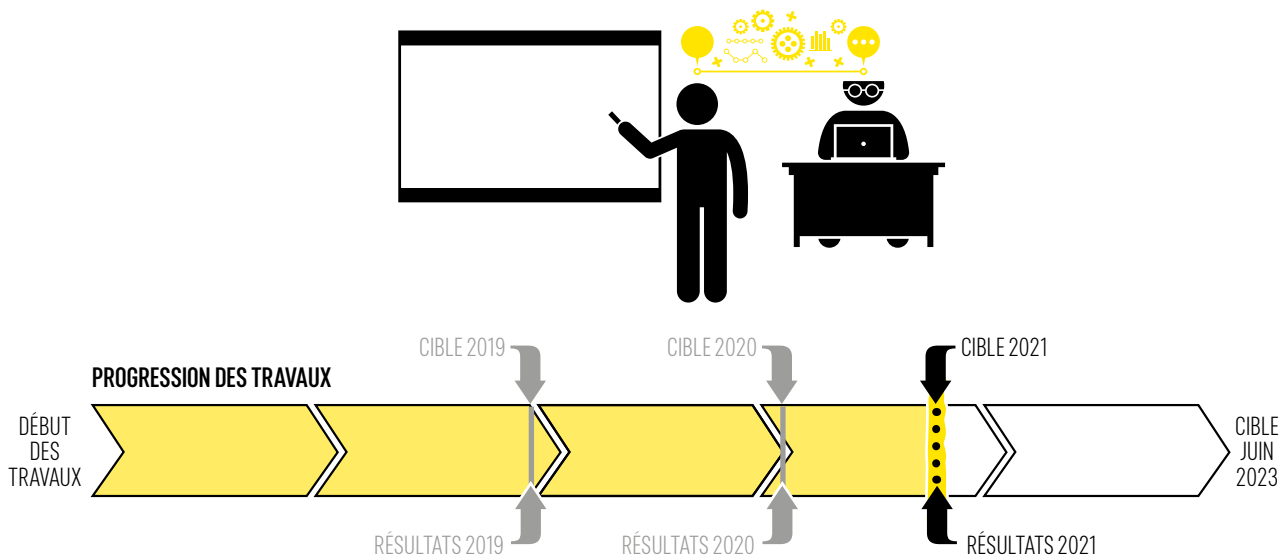 CIBLE 2019
CIBLE 2020
CIBLE 2021
PROGRESSION DES TRAVAUX
DÉBUT
DES
TRAVAUX
CIBLE
JUIN
2023
RÉSULTATS 2019
RÉSULTATS 2020
RÉSULTATS 2021